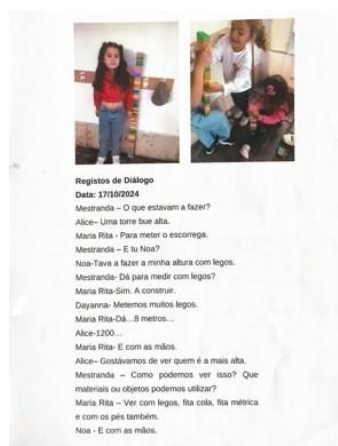 Registos de Diálogo
Data: 17/10/2024
Mestranda – O que estavam a fazer?
Alice– Uma torre bue alta.
Maria Rita - Para meter o escorrega.
Mestranda – E tu Noa?
Noa-Tava a fazer a minha altura com legos.
Mestranda- Dá para medir com legos?
Maria Rita-Sim. A construir.
Dayanna- Metemos muitos legos.
Maria Rita-Dá...8 metros...
Alice-1200...
Maria Rita- E com as mãos.
Alice– Gostávamos de ver quem é a mais alta.
Mestranda – Como podemos ver isso? Que
materiais ou objetos podemos utilizar?
Maria Rita – Ver com legos, fita cola, fita métrica
e com os pés também.
Noa - E com as mãos.